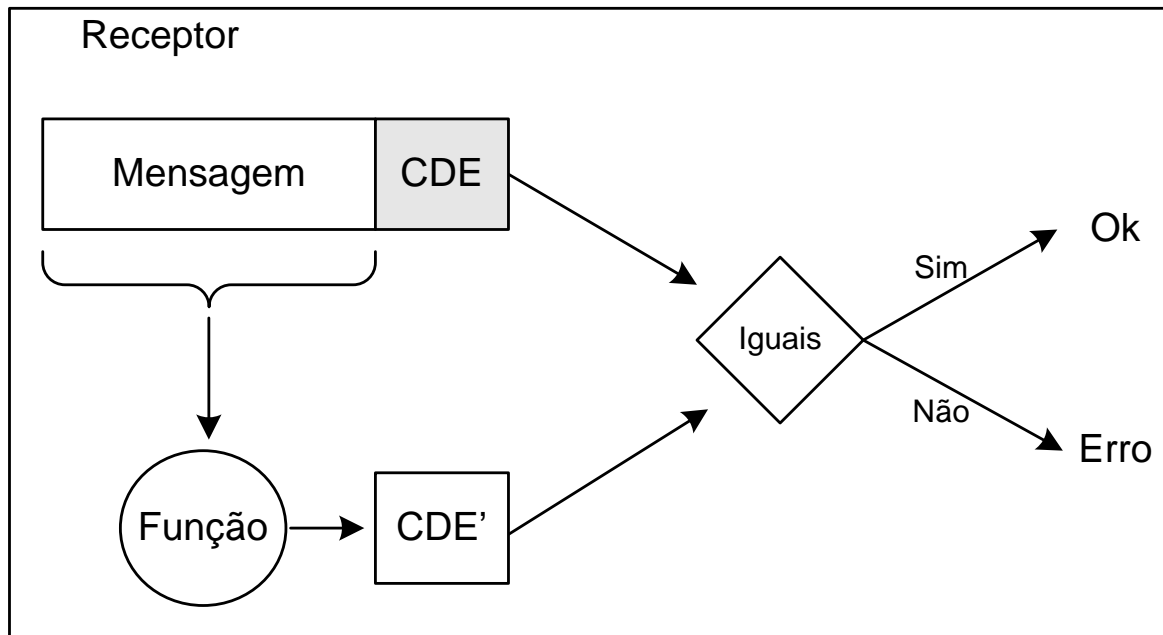 Receptor
Mensagem
CDE
Ok
Sim
Iguais
Não
Erro
Função
CDE’